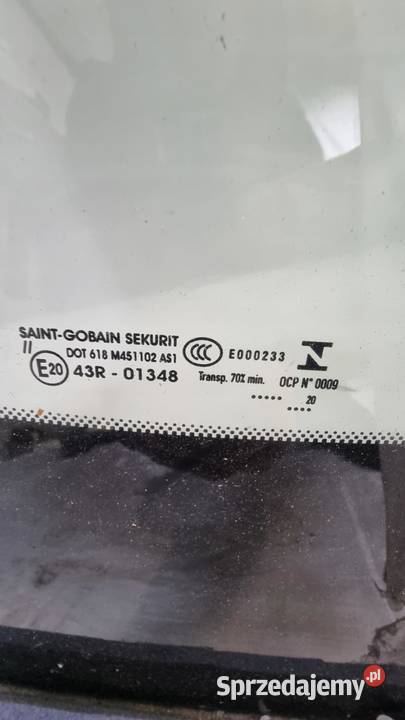 SAINT-GOBAIN SEKURIT
II DOT 618 M451102 AS1
E20 43R - 01348
CCC E000233
Transp. 70% min.
N
OCP N° 0009
..... 20
....
Sprzedajemy.pl